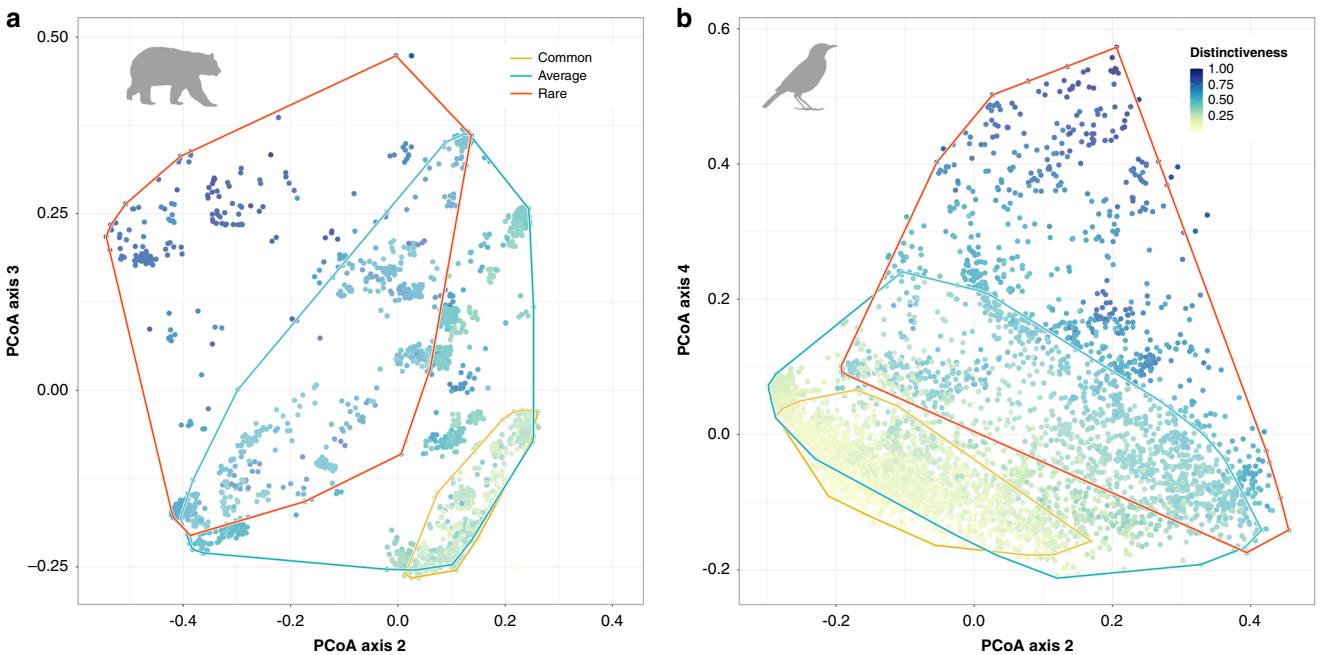 a
0.50
0.25
0.00
–0.25
PCoA axis 3
-0.4
-0.2
0.0
0.2
0.4
PCoA axis 2
Common
Average
Rare
b
0.6
0.4
0.2
0.0
-0.2
PCoA axis 4
-0.2
0.0
0.2
0.4
PCoA axis 2
Distinctiveness
1.00
0.75
0.50
0.25